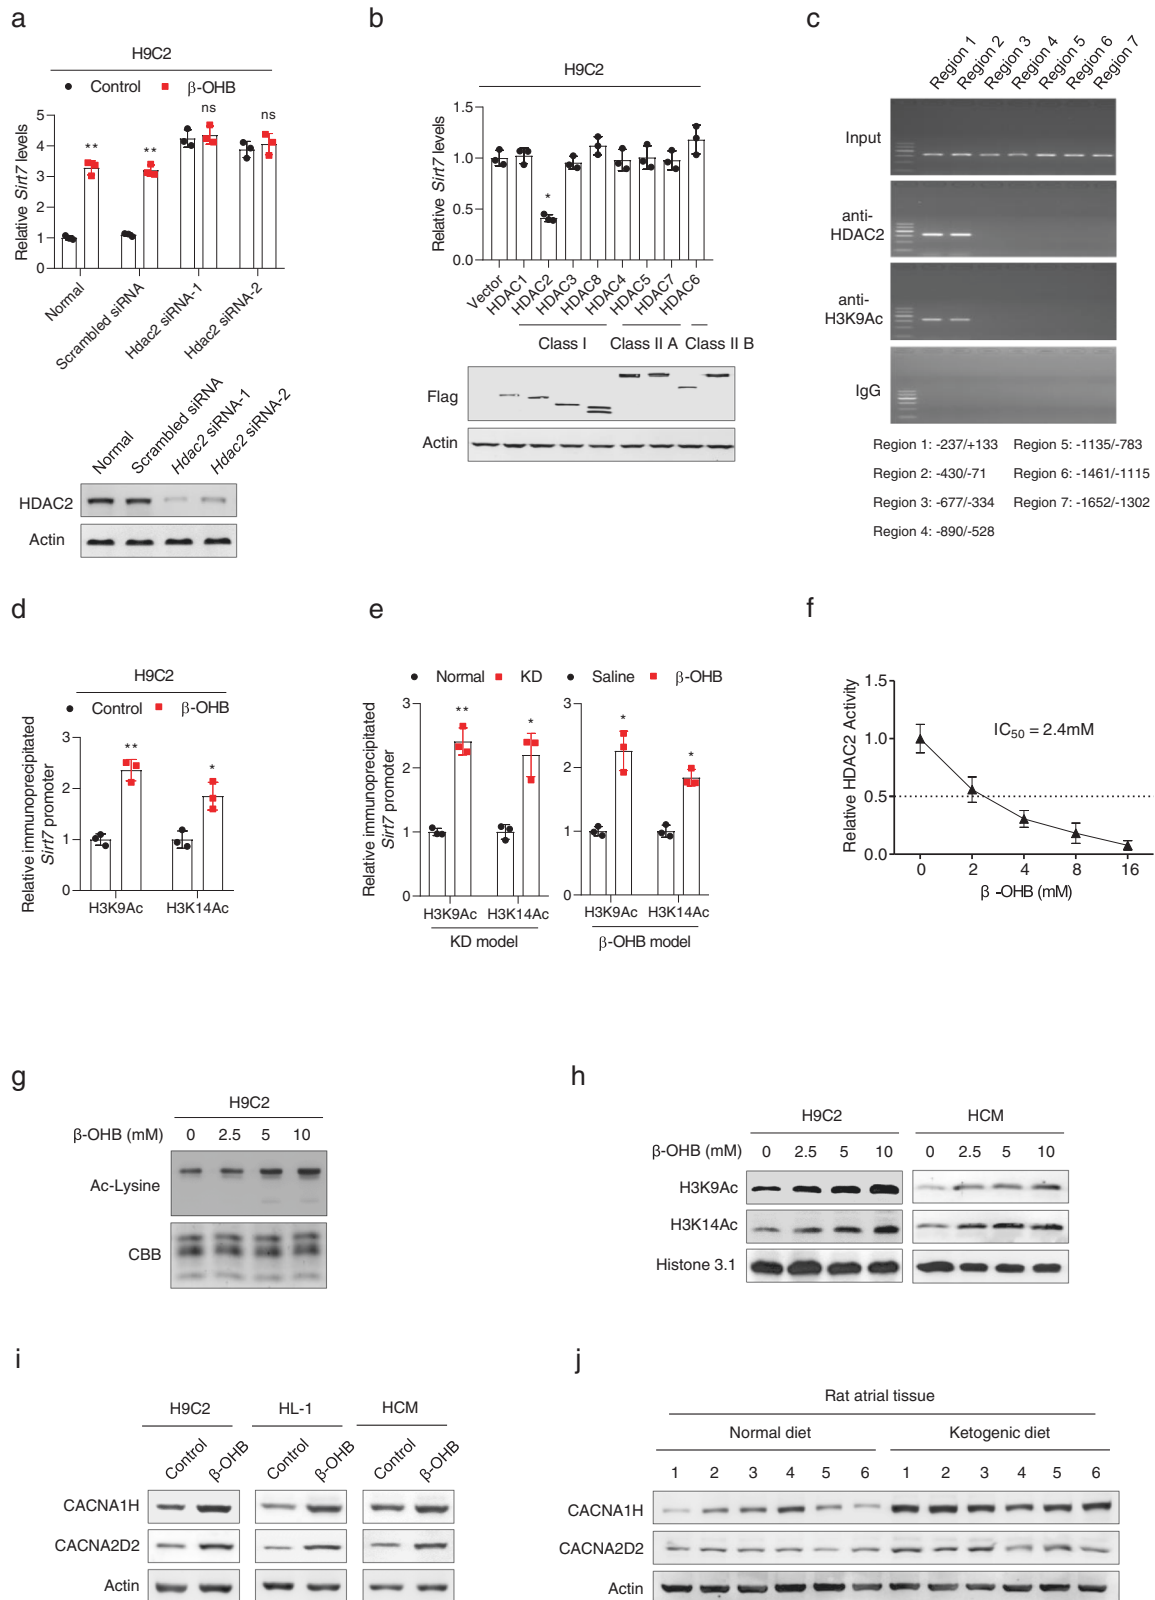 a
H9C2
Control
β-OHB
Relative Sirt7 levels
5
4
3
2
1
0
**
**
ns
ns
Normal
Scrambled siRNA
Hdac2 siRNA-1
Hdac2 siRNA-2
Normal
Scrambled siRNA
Hdac2 siRNA-1
Hdac2 siRNA-2
HDAC2
Actin
b
H9C2
Relative Sirt7 levels
1.5
1.0
0.5
0.0
*
Vector
HDAC1
HDAC2
HDAC3
HDAC8
HDAC4
HDAC5
HDAC7
HDAC6
Class I
Class II A
Class II B
Flag
Actin
c
Region 1
Region 2
Region 3
Region 4
Region 5
Region 6
Region 7
Input
anti-
HDAC2
anti-
H3K9Ac
IgG
Region 1: -237/+133
Region 5: -1135/-783
Region 2: -430/-71
Region 6: -1461/-1115
Region 3: -677/-334
Region 7: -1652/-1302
Region 4: -890/-528
d
H9C2
Control
β-OHB
Relative immunoprecipitated
Sirt7 promoter
3
2
1
0
**
*
H3K9Ac
H3K14Ac
e
Normal
KD
Saline
β-OHB
Relative immunoprecipitated
Sirt7 promoter
3
2
1
0
**
*
H3K9Ac
H3K14Ac
KD model
3
2
1
0
*
*
H3K9Ac
H3K14Ac
β-OHB model
f
Relative HDAC2 Activity
1.5
1.0
0.5
0.0
IC50 = 2.4mM
0
2
4
8
16
β -OHB (mM)
g
H9C2
β-OHB (mM)
0
2.5
5
10
Ac-Lysine
CBB
h
H9C2
HCM
β-OHB (mM)
0
2.5
5
10
0
2.5
5
10
H3K9Ac
H3K14Ac
Histone 3.1
i
H9C2
HL-1
HCM
Control
β-OHB
Control
β-OHB
Control
β-OHB
CACNA1H
CACNA2D2
Actin
j
Rat atrial tissue
Normal diet
Ketogenic diet
1
2
3
4
5
6
1
2
3
4
5
6
CACNA1H
CACNA2D2
Actin